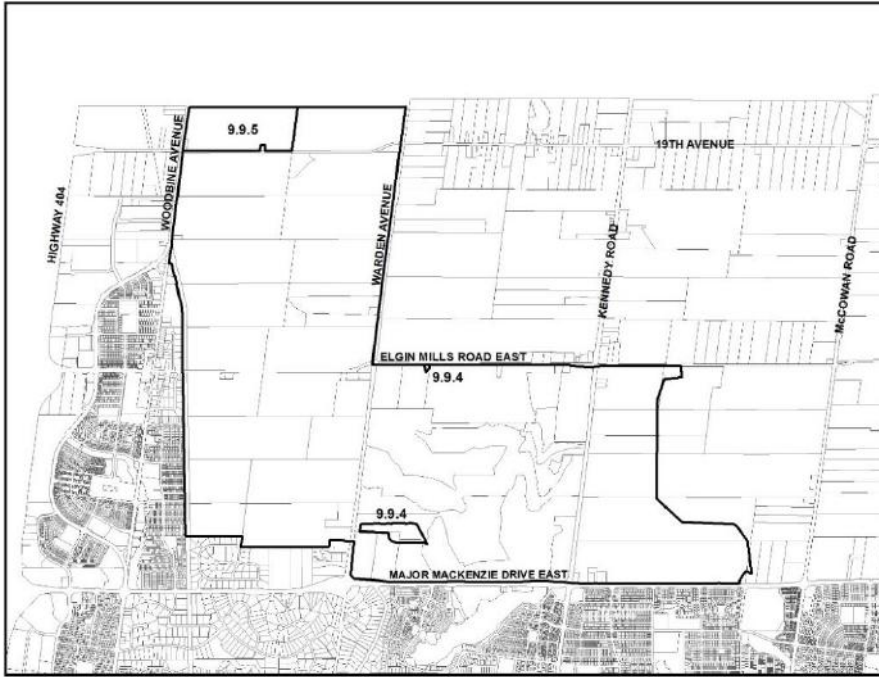 9.9.5
WOODBINE AVENUE
19TH AVENUE
HIGHWAY 404
WARDEN AVENUE
KENNEDY ROAD
McCOWAN ROAD
ELGIN MILLS ROAD EAST
9.9.4
9.9.4
MAJOR MACKENZIE DRIVE EAST